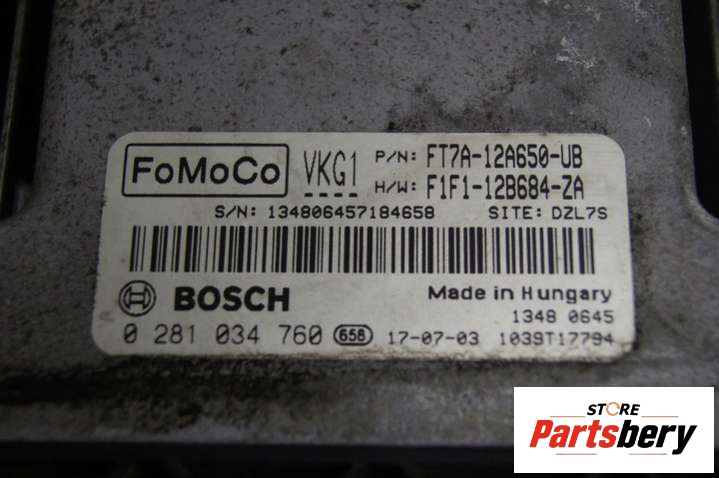 FoMoCo VKG1 P/N: FT7A-12A650-UB
H/W: F1F1-12B684-ZA
S/N: 134806457184658 SITE: DZL7S
BOSCH Made in Hungary
1348 0645
0 281 034 760 658 17-07-03 1039T17794
STORE
Partsbery